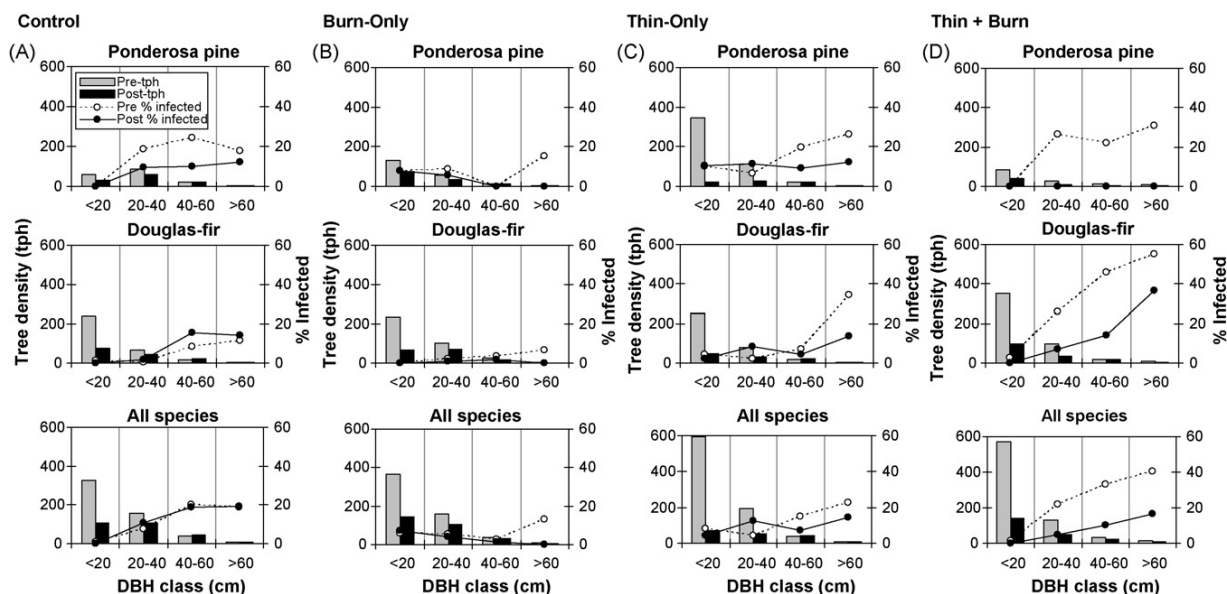 Control
Burn-Only
Thin-Only
Thin + Burn
(A)
Ponderosa pine
(B)
Ponderosa pine
(C)
Ponderosa pine
(D)
Ponderosa pine
Pre-tph
Post-tph
Pre % infected
Post % infected
600
400
200
0
60
40
20
0
<20 20-40 40-60 >60
600
400
200
0
60
40
20
0
<20 20-40 40-60 >60
600
400
200
0
60
40
20
0
<20 20-40 40-60 >60
600
400
200
0
60
40
20
0
<20 20-40 40-60 >60
Douglas-fir
Douglas-fir
Douglas-fir
Douglas-fir
Tree density (tph)
600
400
200
0
60
40
20
0
% Infected
<20 20-40 40-60 >60
Tree density (tph)
600
400
200
0
60
40
20
0
% Infected
<20 20-40 40-60 >60
Tree density (tph)
600
400
200
0
60
40
20
0
% Infected
<20 20-40 40-60 >60
Tree density (tph)
600
400
200
0
60
40
20
0
% Infected
<20 20-40 40-60 >60
All species
All species
All species
All species
600
400
200
0
60
40
20
0
<20 20-40 40-60 >60
DBH class (cm)
600
400
200
0
60
40
20
0
<20 20-40 40-60 >60
DBH class (cm)
600
400
200
0
60
40
20
0
<20 20-40 40-60 >60
DBH class (cm)
600
400
200
0
60
40
20
0
<20 20-40 40-60 >60
DBH class (cm)